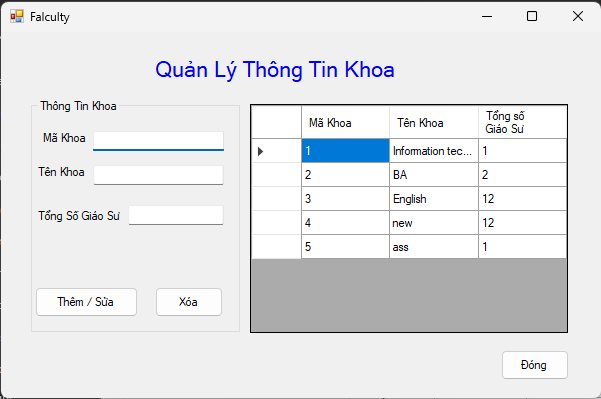 Falculty
Quản Lý Thông Tin Khoa
Thông Tin Khoa
Mã Khoa
Tên Khoa
Tổng Số Giáo Sư
Thêm / Sửa
Xóa
Mã Khoa Tên Khoa Tổng số
Giáo Sư
1 Information tec... 1
2 BA 2
3 English 12
4 new 12
5 ass 1
Đóng